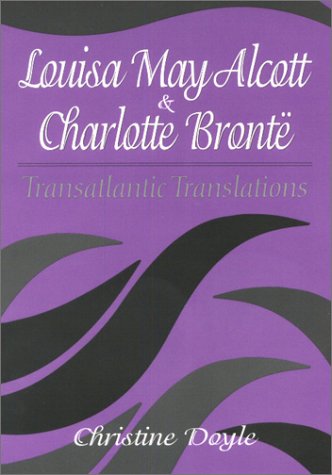 Louisa May Alcott
&
Charlotte Brontë
Transatlantic Translations
Christine Doyle